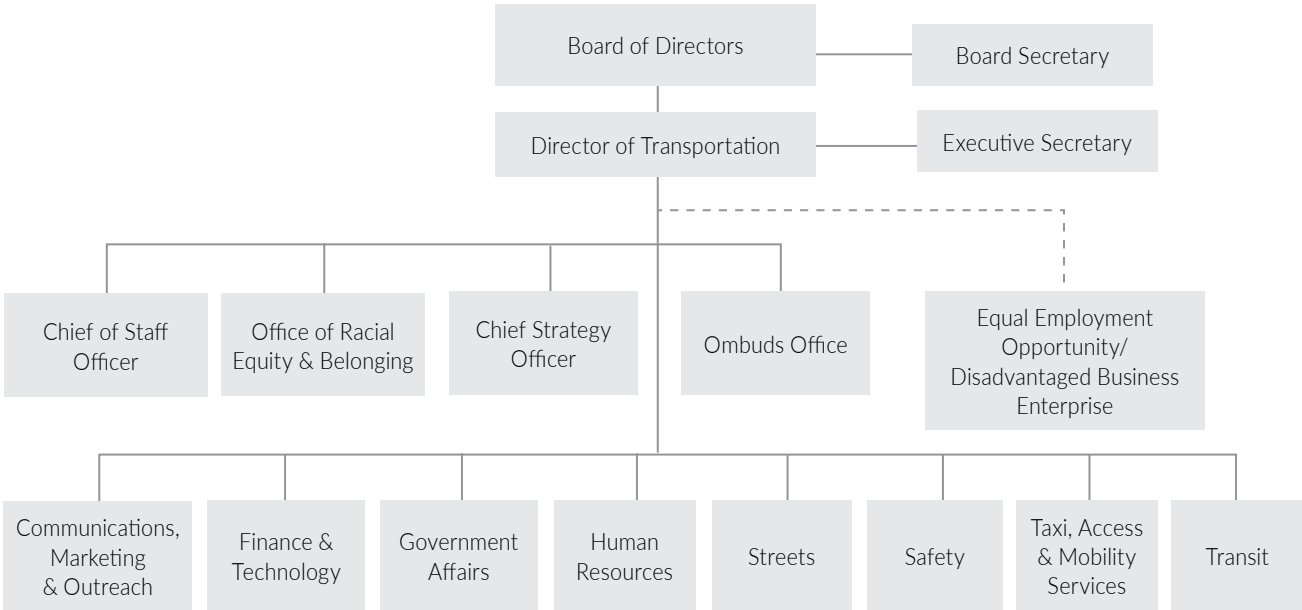 Board of Directors
Board Secretary
Director of Transportation
Executive Secretary
Chief of Staff
Officer
Office of Racial
Equity & Belonging
Chief Strategy
Officer
Ombuds Office
Equal Employment
Opportunity/
Disadvantaged Business
Enterprise
Communications,
Marketing
& Outreach
Finance &
Technology
Government
Affairs
Human
Resources
Streets
Safety
Taxi, Access
& Mobility
Services
Transit